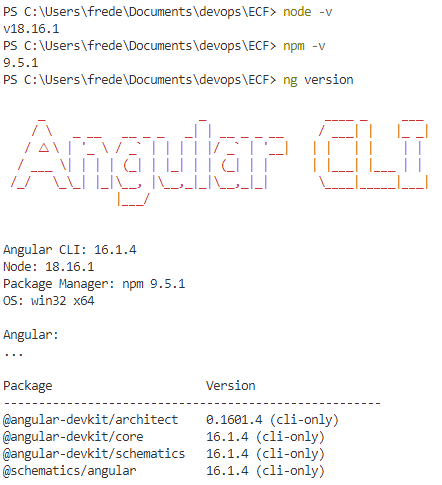 PS C:\Users\frede\Documents\devops\ECF> node -v
v18.16.1
PS C:\Users\frede\Documents\devops\ECF> npm -v
9.5.1
PS C:\Users\frede\Documents\devops\ECF> ng version
Angular CLI
Angular CLI: 16.1.4
Node: 18.16.1
Package Manager: npm 9.5.1
OS: win32 x64
Angular:
...
Package Version
------------------------------------------------------
@angular-devkit/architect 0.1601.4 (cli-only)
@angular-devkit/core 16.1.4 (cli-only)
@angular-devkit/schematics 16.1.4 (cli-only)
@schematics/angular 16.1.4 (cli-only)